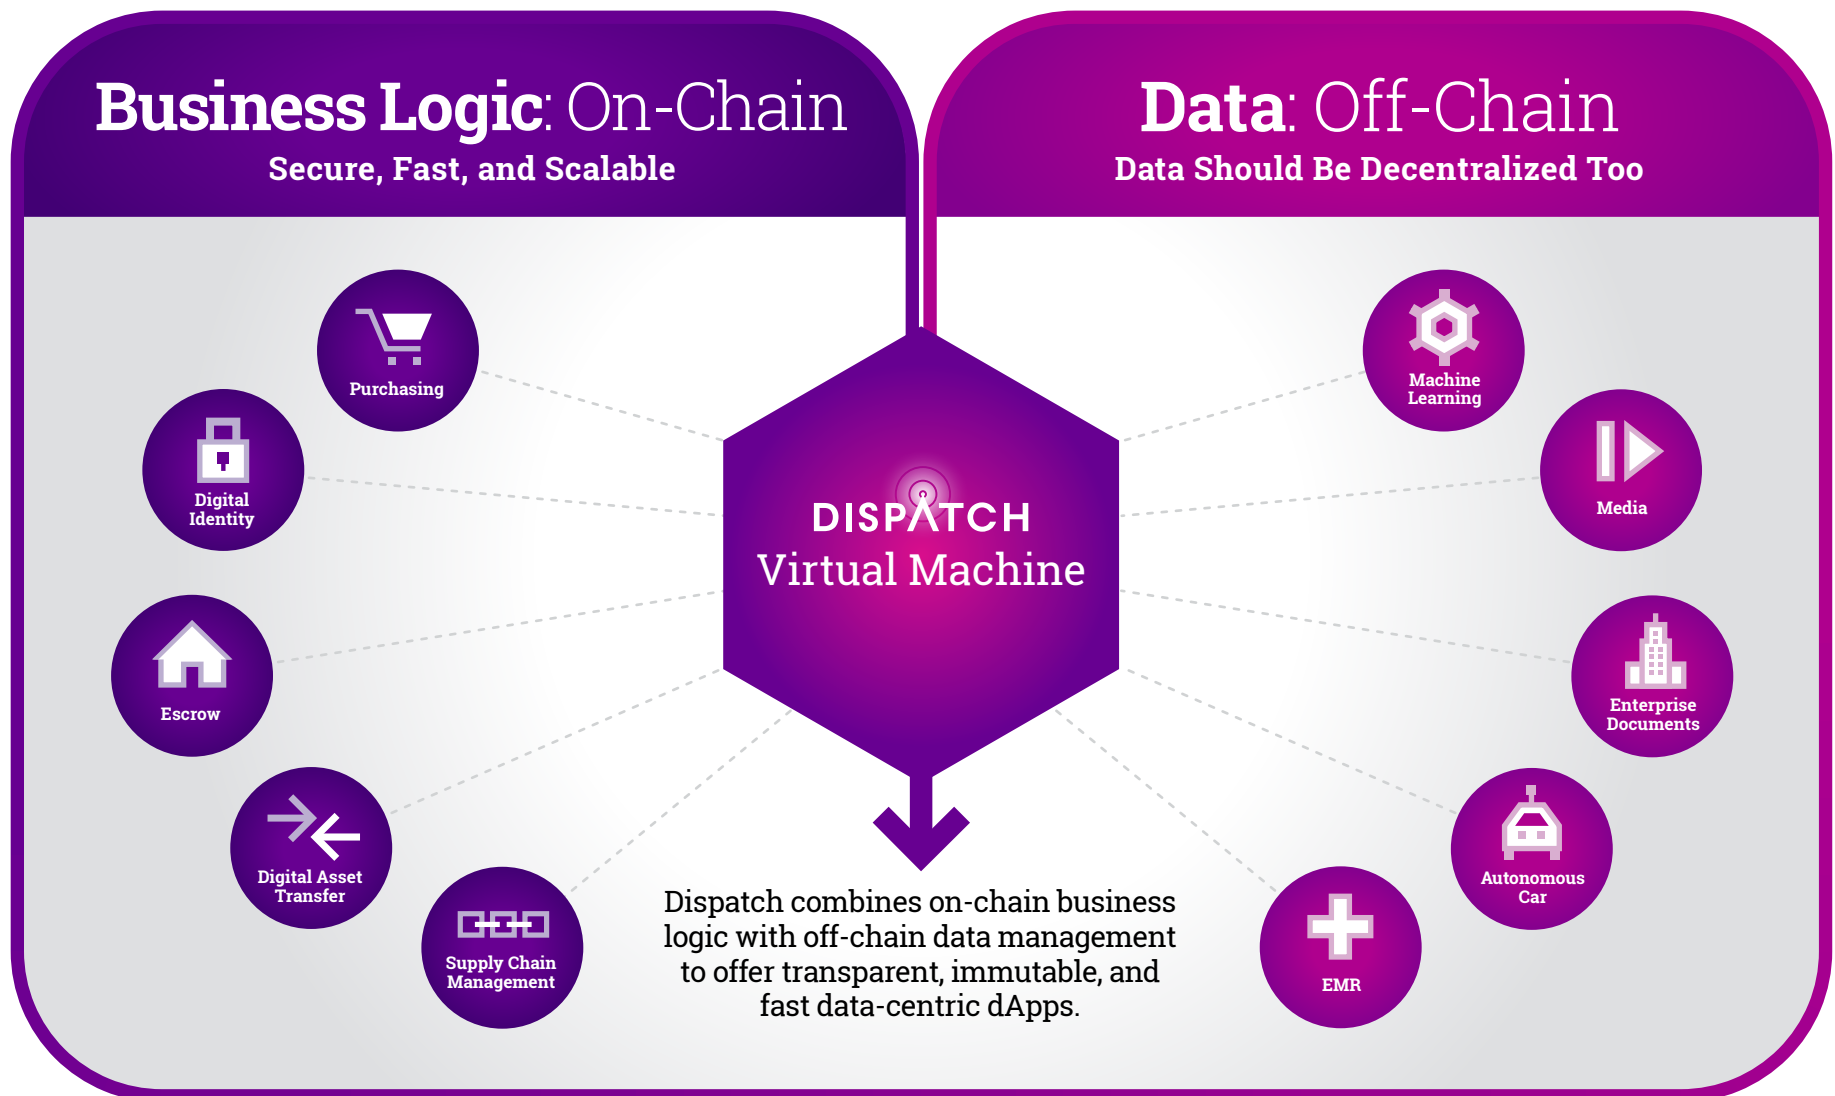 Business Logic: On-Chain
Secure, Fast, and Scalable
Data: Off-Chain
Data Should Be Decentralized Too
Purchasing
Digital
Identity
Escrow
Digital Asset
Transfer
Supply Chain
Management
DISPATCH
Virtual Machine
Machine
Learning
Media
Enterprise
Documents
Autonomous
Car
EMR
Dispatch combines on-chain business
logic with off-chain data management
to offer transparent, immutable, and
fast data-centric dApps.